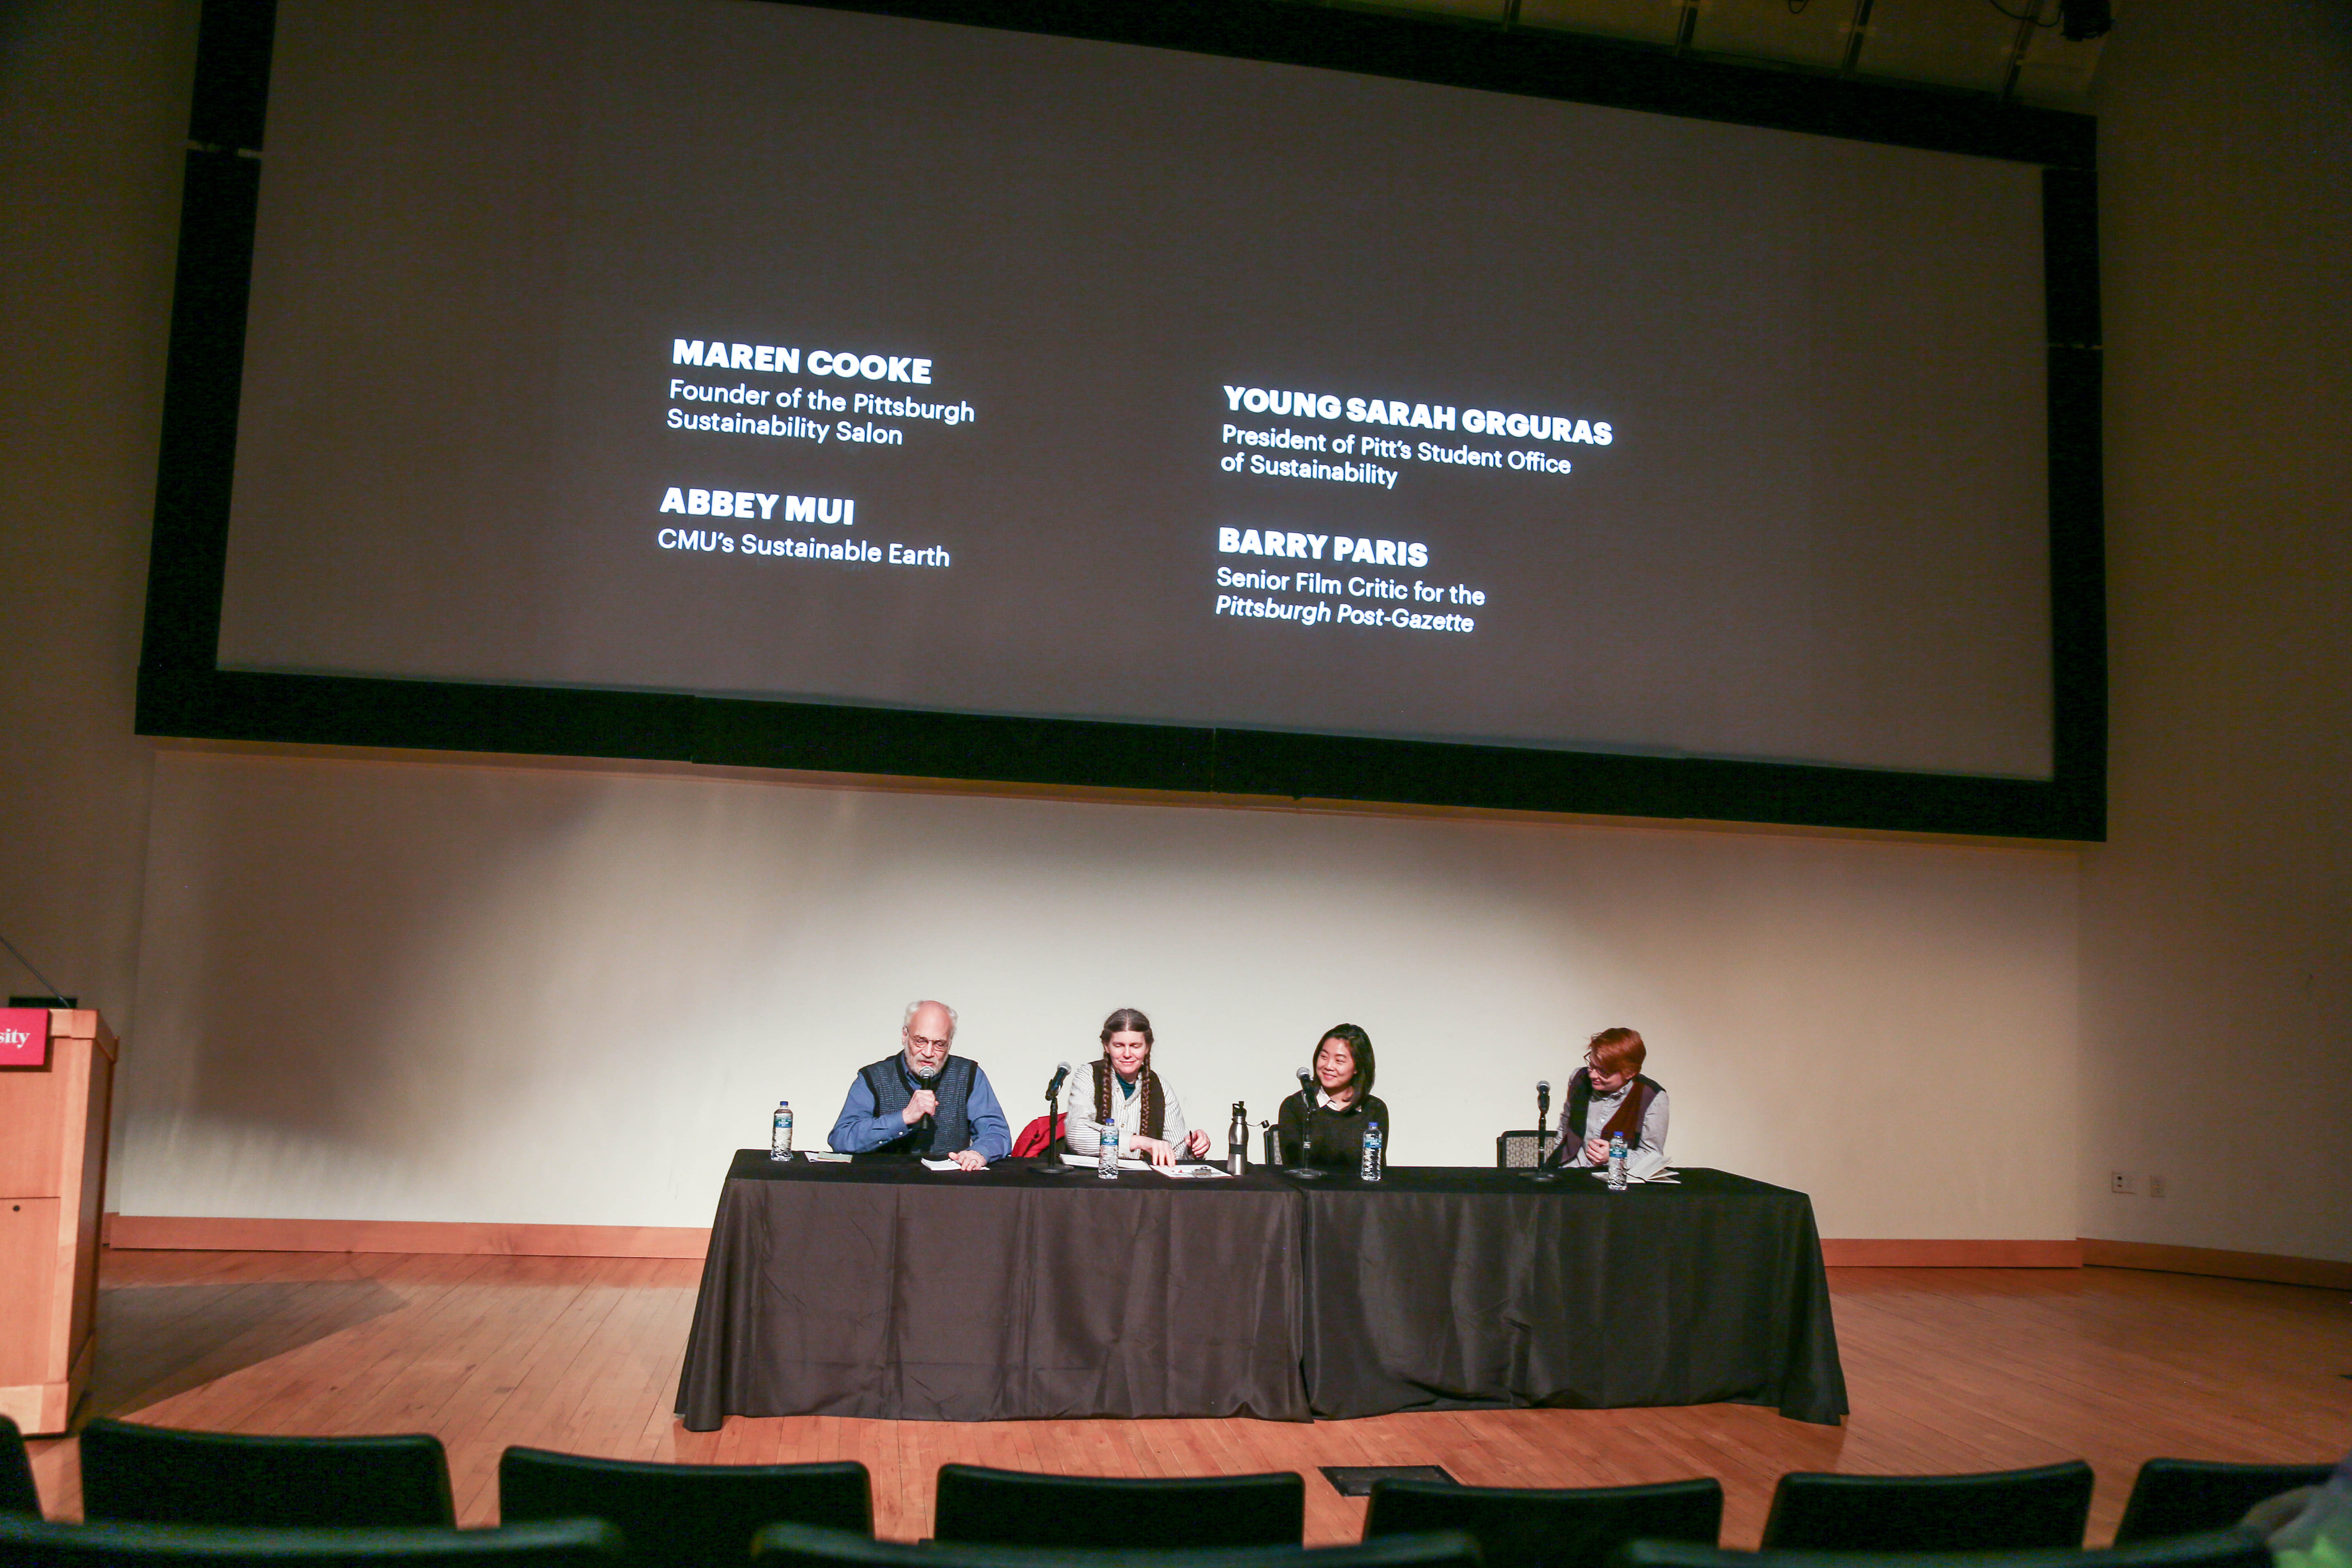 MAREN COOKE
Founder of the Pittsburgh
Sustainability Salon
ABBEY MUI
CMU's Sustainable Earth
YOUNG SARAH GRGURAS
President of Pitt's Student Office
of Sustainability
BARRY PARIS
Senior Film Critic for the
Pittsburgh Post-Gazette
sity